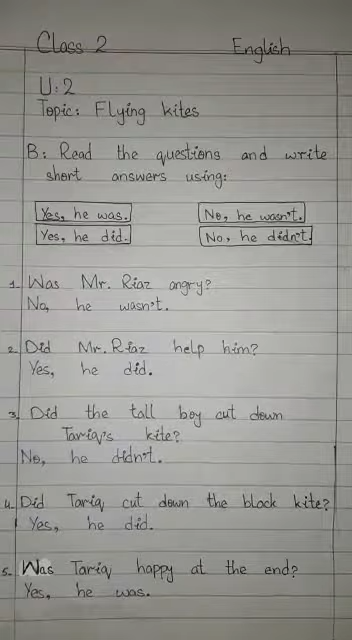 Class 2 English
U: 2
Topic: Flying kites
B: Read the questions and write
short answers using:
Yes, he was. No, he wasn't.
Yes, he did. No, he didn't.
1. Was Mr. Riaz angry?
No, he wasn't.
2. Did Mr. Riaz help him?
Yes, he did.
3. Did the tall boy cut down
Tariq's kite?
No, he didn't.
4. Did Tariq cut down the block kite?
Yes, he did.
5. Was Tariq happy at the end?
Yes, he was.